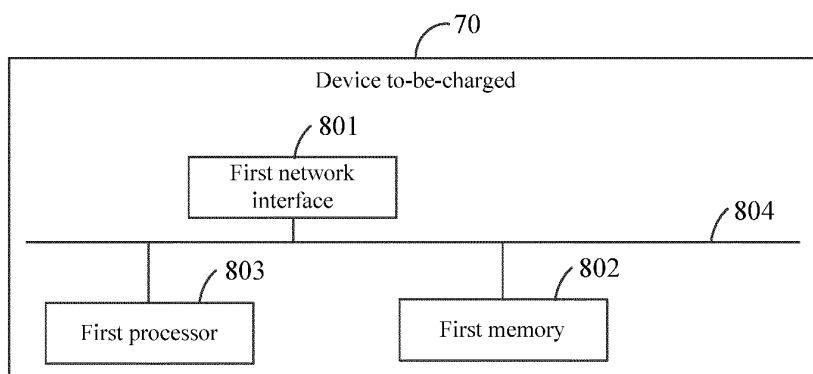 70
Device to-be-charged
801
First network
interface
804
803
802
First processor
First memory